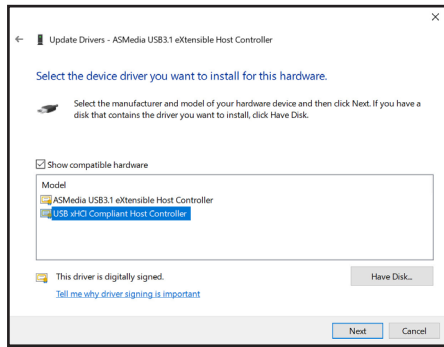 Update Drivers - ASMedia USB3.1 eXtensible Host Controller
Select the device driver you want to install for this hardware.
Select the manufacturer and model of your hardware device and then click Next. If you have a
disk that contains the driver you want to install, click Have Disk.
Show compatible hardware
Model
ASMedia USB3.1 eXtensible Host Controller
USB xHCI Compliant Host Controller
This driver is digitally signed.
Have Disk...
Tell me why driver signing is important
Next
Cancel